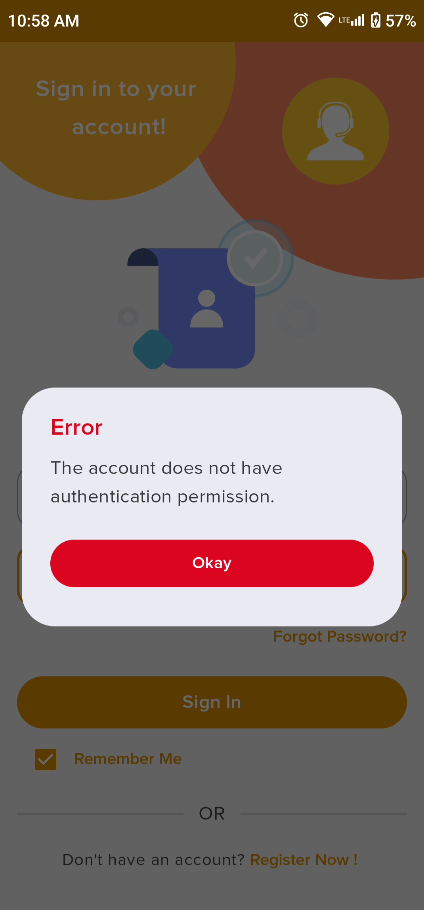 10:58 AM LTE 57%
Sign in to your
account!
Error
The account does not have
authentication permission.
Okay
Forgot Password?
Sign In
Remember Me
OR
Don't have an account? Register Now !